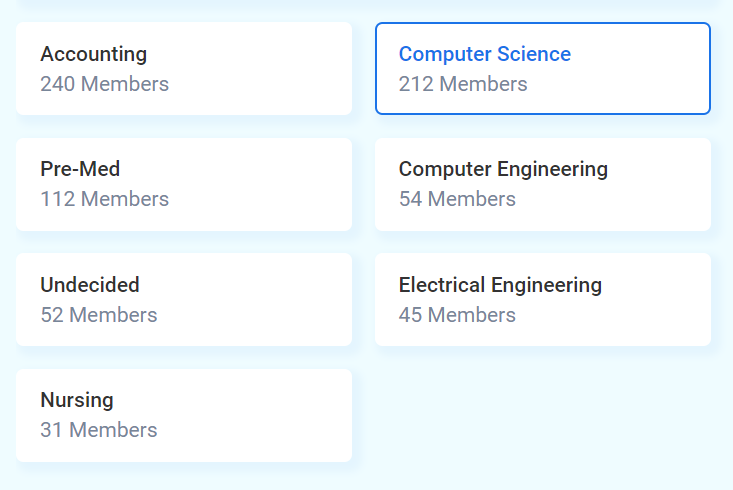 Accounting
240 Members
Computer Science
212 Members
Pre-Med
112 Members
Computer Engineering
54 Members
Undecided
52 Members
Electrical Engineering
45 Members
Nursing
31 Members